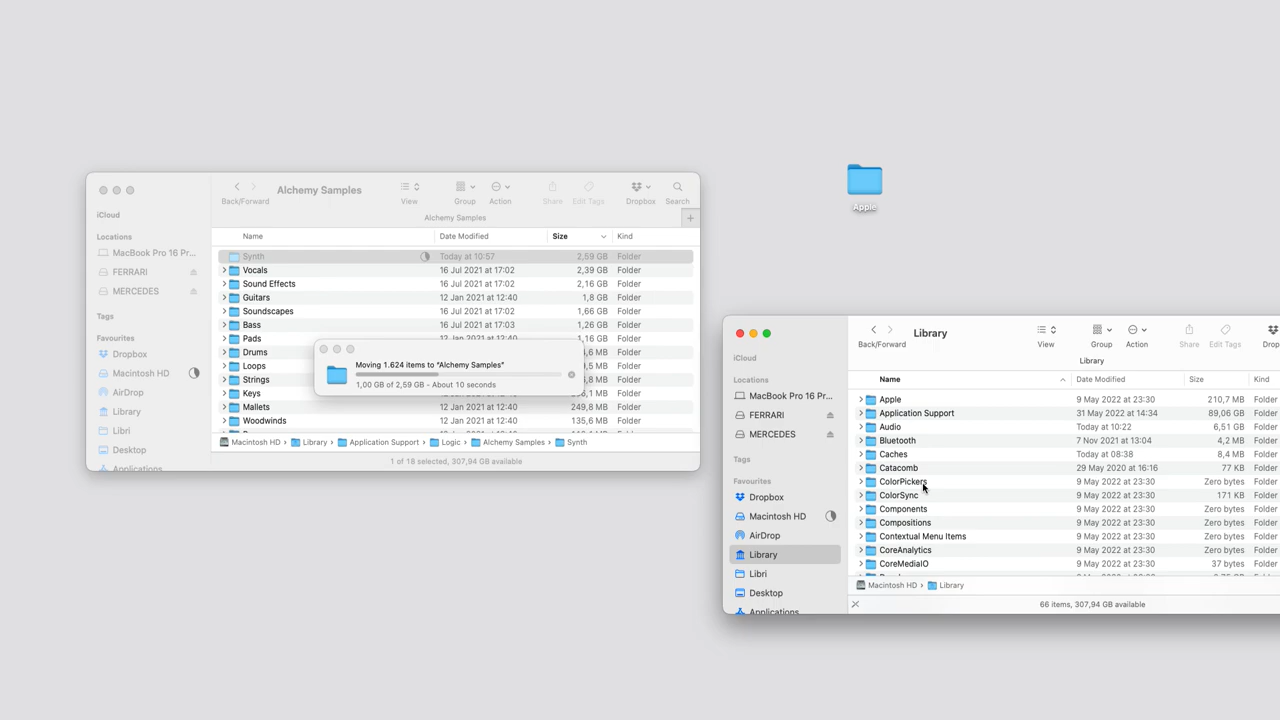 Alchemy Samples
Back/Forward View Group Action Share Edit Tags Dropbox Search
Alchemy Samples
iCloud
Locations
MacBook Pro 16 Pr...
FERRARI
MERCEDES
Tags
Favourites
Dropbox
Macintosh HD
AirDrop
Library
Libri
Desktop
Applications
Name Date Modified Size Kind
Synth Today at 10:57 2,59 GB Folder
Vocals 16 Jul 2021 at 17:02 2,39 GB Folder
Sound Effects 16 Jul 2021 at 17:02 2,16 GB Folder
Guitars 12 Jan 2021 at 12:40 1,8 GB Folder
Soundscapes 12 Jan 2021 at 12:40 1,66 GB Folder
Bass 16 Jul 2021 at 17:03 1,26 GB Folder
Pads 12 Jan 2021 at 12:40 1,16 GB Folder
Drums Folder
Loops Folder
Strings Folder
Keys Folder
Mallets 12 Jan 2021 at 12:40 249,8 MB Folder
Woodwinds 12 Jan 2021 at 12:40 135,6 MB Folder
Moving 1.624 items to “Alchemy Samples”
1,00 GB of 2,59 GB - About 10 seconds
Macintosh HD › Library › Application Support › Logic › Alchemy Samples › Synth
1 of 18 selected, 307,94 GB available
Apple
Library
Back/Forward View Group Action Share Edit Tags
Library
iCloud
Locations
MacBook Pro 16 Pr...
FERRARI
MERCEDES
Tags
Favourites
Dropbox
Macintosh HD
AirDrop
Library
Libri
Desktop
Applications
Name Date Modified Size Kind
Apple 9 May 2022 at 23:30 210,7 MB Folder
Application Support 31 May 2022 at 14:34 89,06 GB Folder
Audio Today at 10:22 6,51 GB Folder
Bluetooth 7 Nov 2021 at 13:04 4,2 MB Folder
Caches Today at 08:38 8,4 MB Folder
Catacomb 29 May 2020 at 16:16 77 KB Folder
ColorPickers 9 May 2022 at 23:30 Zero bytes Folder
ColorSync 9 May 2022 at 23:30 171 KB Folder
Components 9 May 2022 at 23:30 Zero bytes Folder
Compositions 9 May 2022 at 23:30 Zero bytes Folder
Contextual Menu Items 9 May 2022 at 23:30 Zero bytes Folder
CoreAnalytics 9 May 2022 at 23:30 Zero bytes Folder
CoreMediaIO 9 May 2022 at 23:30 37 bytes Folder
Macintosh HD › Library
66 items, 307,94 GB available